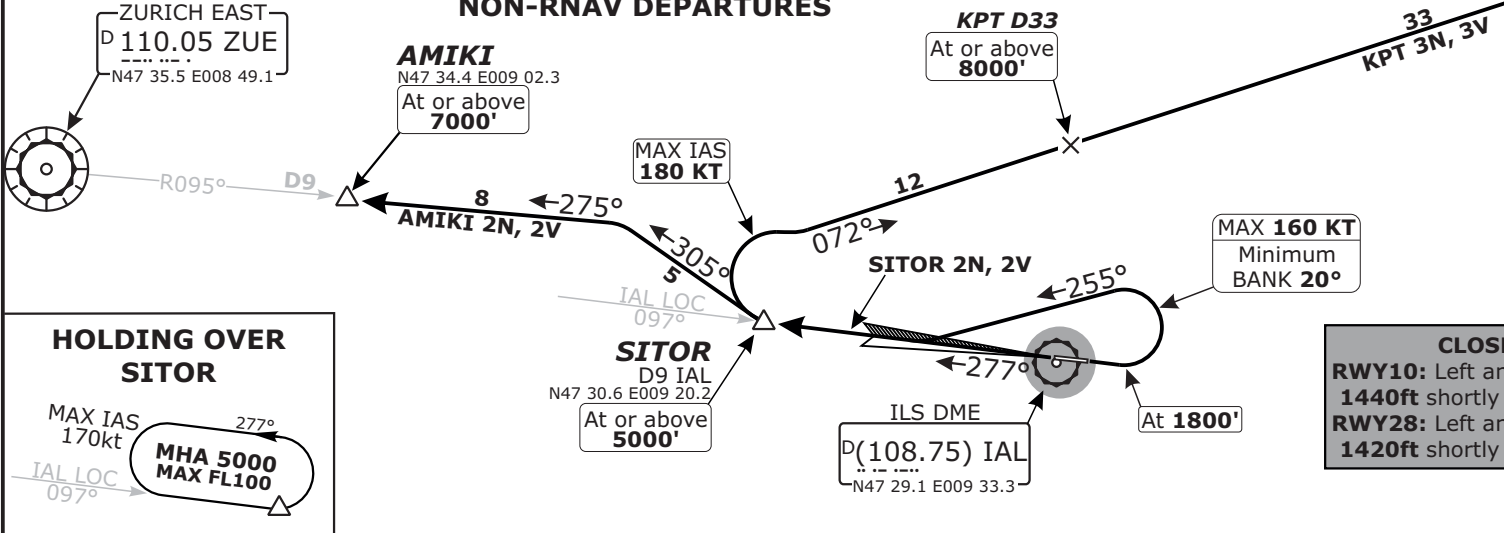 NON-RNAV DEPARTURES
ZURICH EAST
D 110.05 ZUE
N47 35.5 E008 49.1
AMIKI
N47 34.4 E009 02.3
At or above
7000'
KPT D33
At or above
8000'
33
KPT 3N, 3V
R095°
D9
8
←275°
AMIKI 2N, 2V
←305°
5
MAX IAS
180 KT
12
072°→
SITOR 2N, 2V
←255°
MAX 160 KT
Minimum
BANK 20°
IAL LOC
097°
SITOR
D9 IAL
N47 30.6 E009 20.2
At or above
5000'
←277°
ILS DME
D(108.75) IAL
N47 29.1 E009 33.3
At 1800'
RWY10: Left
1440ft shortly
RWY28: Left
1420ft shortly
HOLDING OVER
SITOR
MAX IAS
170kt
277°
MHA 5000
MAX FL100
IAL LOC
097°